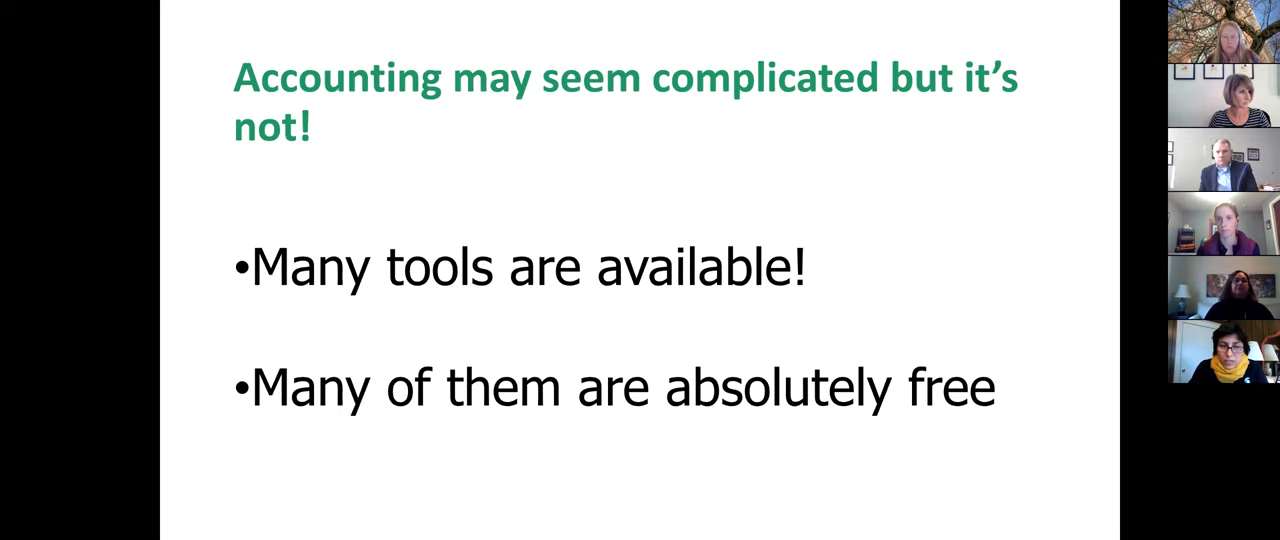 Accounting may seem complicated but it’s
not!
•Many tools are available!
•Many of them are absolutely free